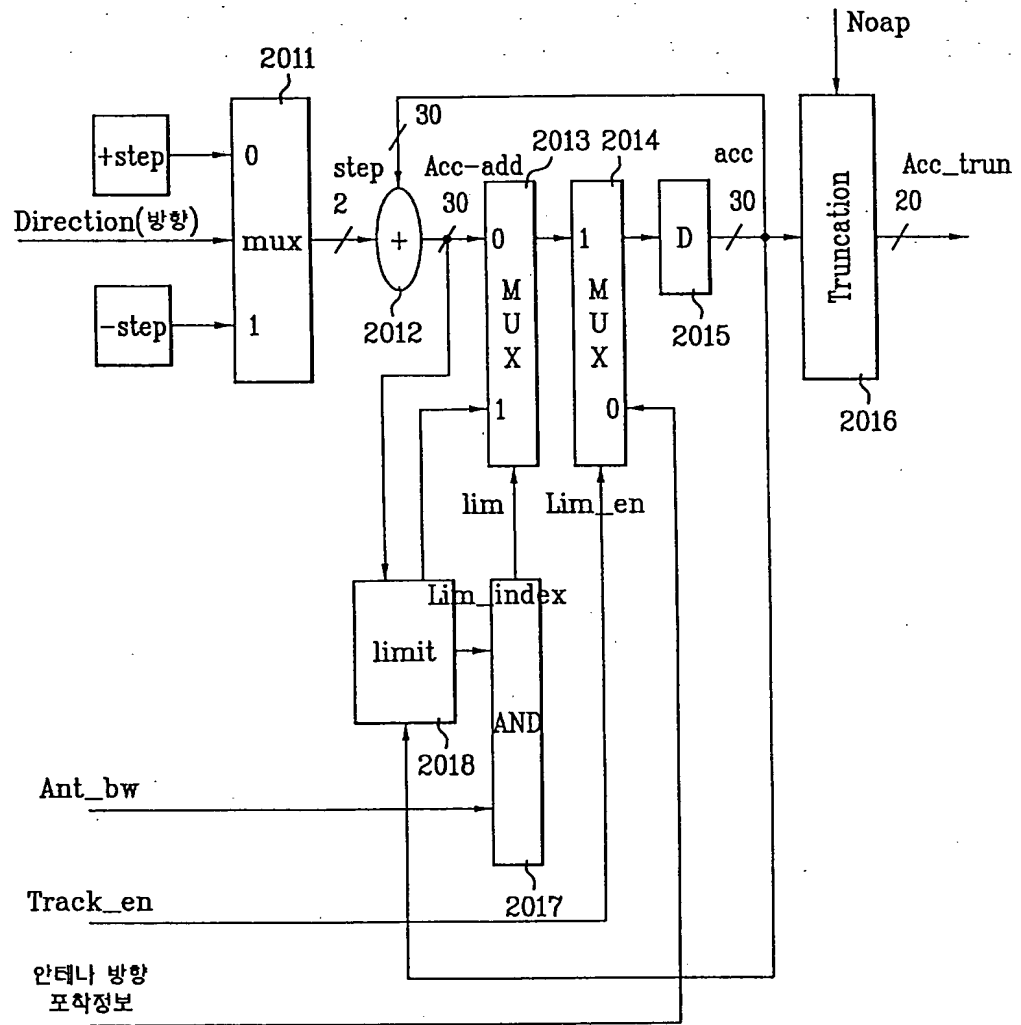 Noap
2011
30
2013
2014
+step
0
step
Acc-add
acc
Acc_trun
2
30
30
20
Direction(방향)
mux
+
0
MUX
1
MUX
D
Truncation
2012
2015
-step
1
1
0
2016
lim
Lim_en
Lim_index
limit
AND
2018
Ant_bw
2017
Track_en
안테나 방향
포착정보